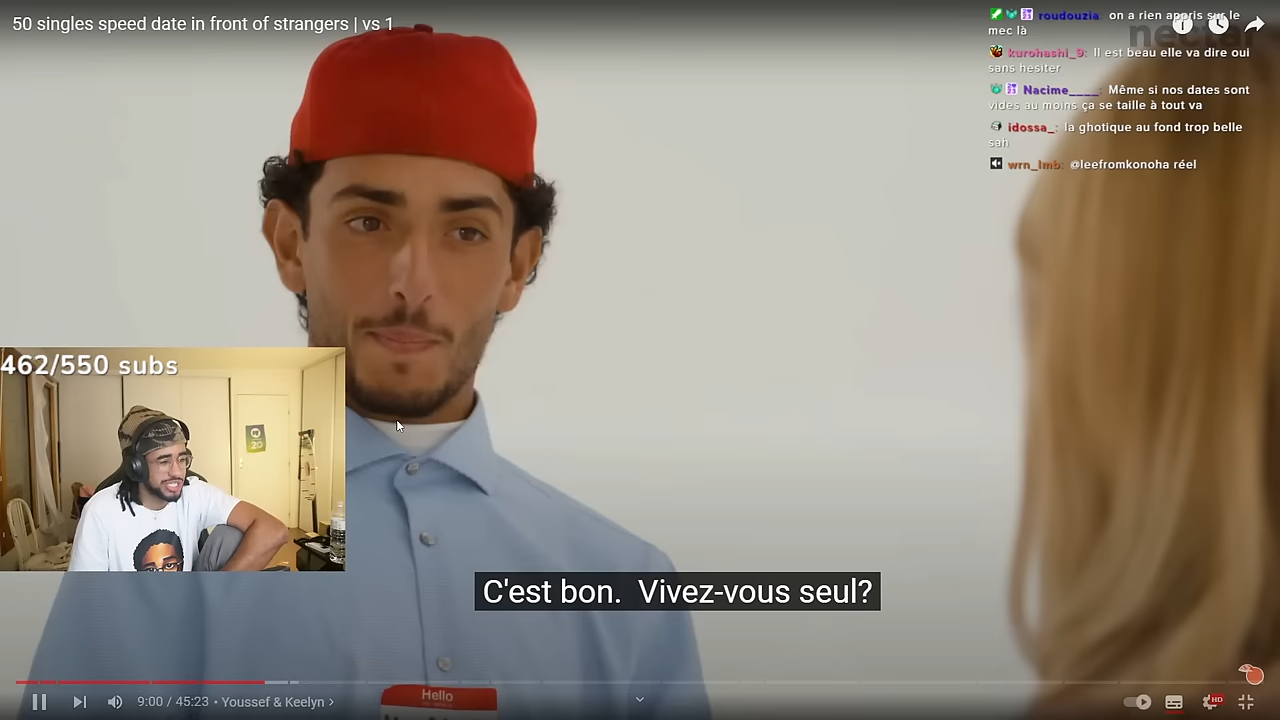 50 singles speed date in front of strangers | vs 1
roudouzia: on a rien appris sur le
mec là
kurohashi_9: Il est beau elle va dire oui
sans hesiter
Nacime____: Même si nos dates sont
vides au moins ça se taille à tout va
idossa_: la ghotique au fond trop belle
sah
wrn_lmb: @leefromkonoha réel
462/550 subs
20
C'est bon.  Vivez-vous seul?
Hello
9:00 / 45:23 • Youssef & Keelyn >
HD